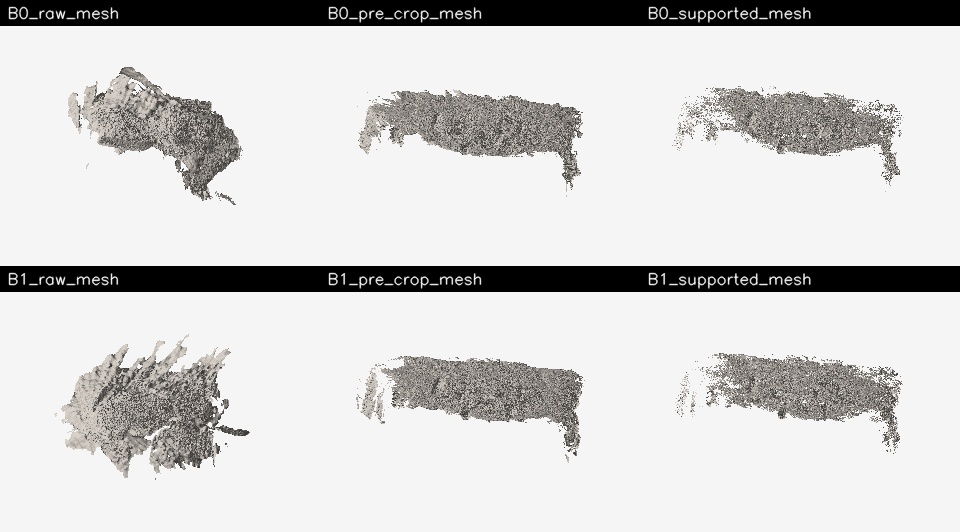 B0_raw_mesh
B0_pre_crop_mesh
B0_supported_mesh
B1_raw_mesh
B1_pre_crop_mesh
B1_supported_mesh